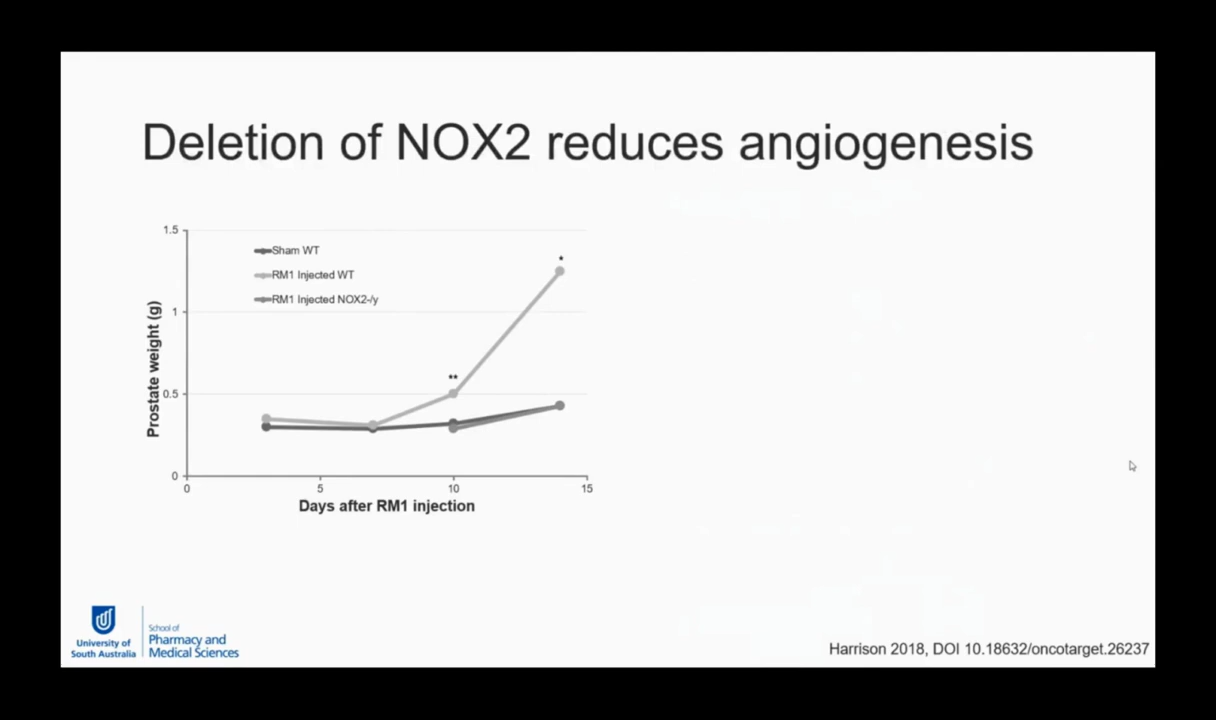 Deletion of NOX2 reduces angiogenesis
1.5
1
0.5
0
Prostate weight (g)
Sham WT
RM1 Injected WT
RM1 Injected NOX2-/y
**
*
0
5
10
15
Days after RM1 injection
University of
South Australia
School of
Pharmacy and
Medical Sciences
Harrison 2018, DOI 10.18632/oncotarget.26237